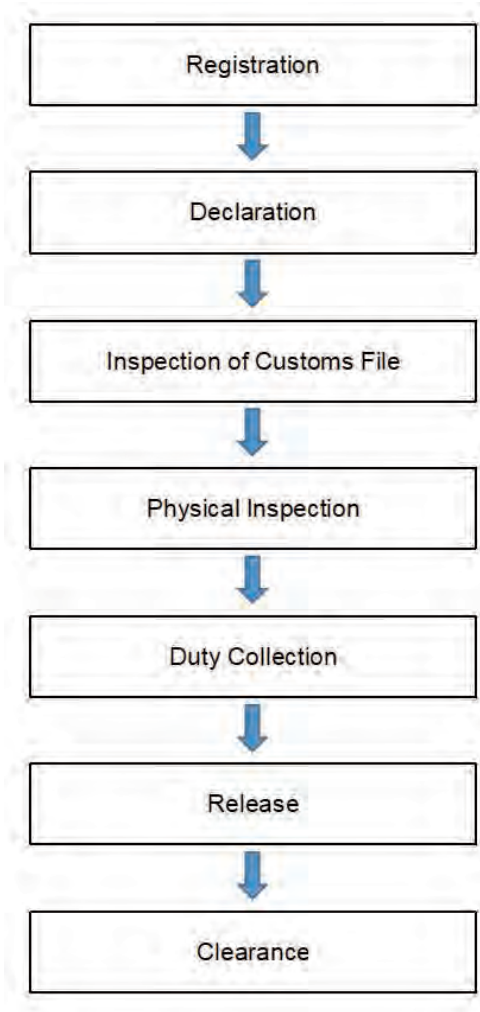 Registration
Declaration
Inspection of Customs File
Physical Inspection
Duty Collection
Release
Clearance